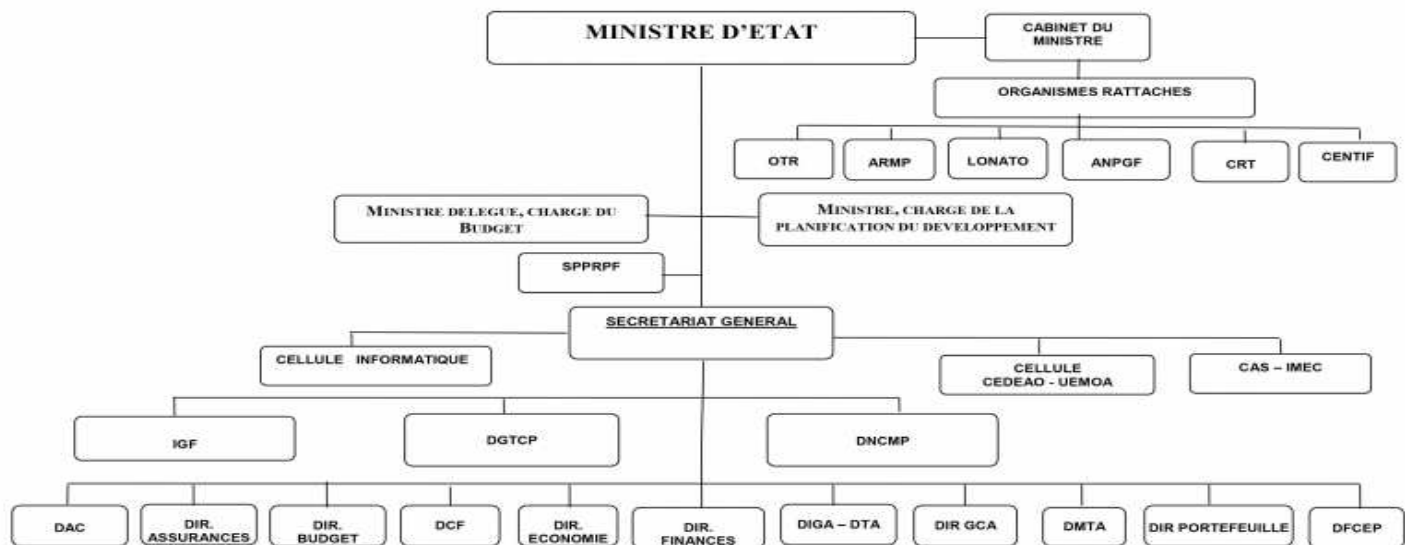 MINISTRE D'ETAT
CABINET DU
MINISTRE
ORGANISMES RATTACHES
OTR
ARMP
LONATO
ANPGF
CRT
CENTIF
MINISTRE DELEGUE, CHARGE DU
BUDGET
MINISTRE, CHARGE DE LA
PLANIFICATION DU DEVELOPPEMENT
SPPRPF
SECRETARIAT GENERAL
CELLULE INFORMATIQUE
CELLULE
CEDEAO - UEMOA
CAS – IMEC
IGF
DGTCP
DNCMP
DAC
DIR.
ASSURANCES
DIR.
BUDGET
DCF
DIR.
ECONOMIE
DIR.
FINANCES
DIGA – DTA
DIR GCA
DMTA
DIR PORTEFEUILLE
DFCEP